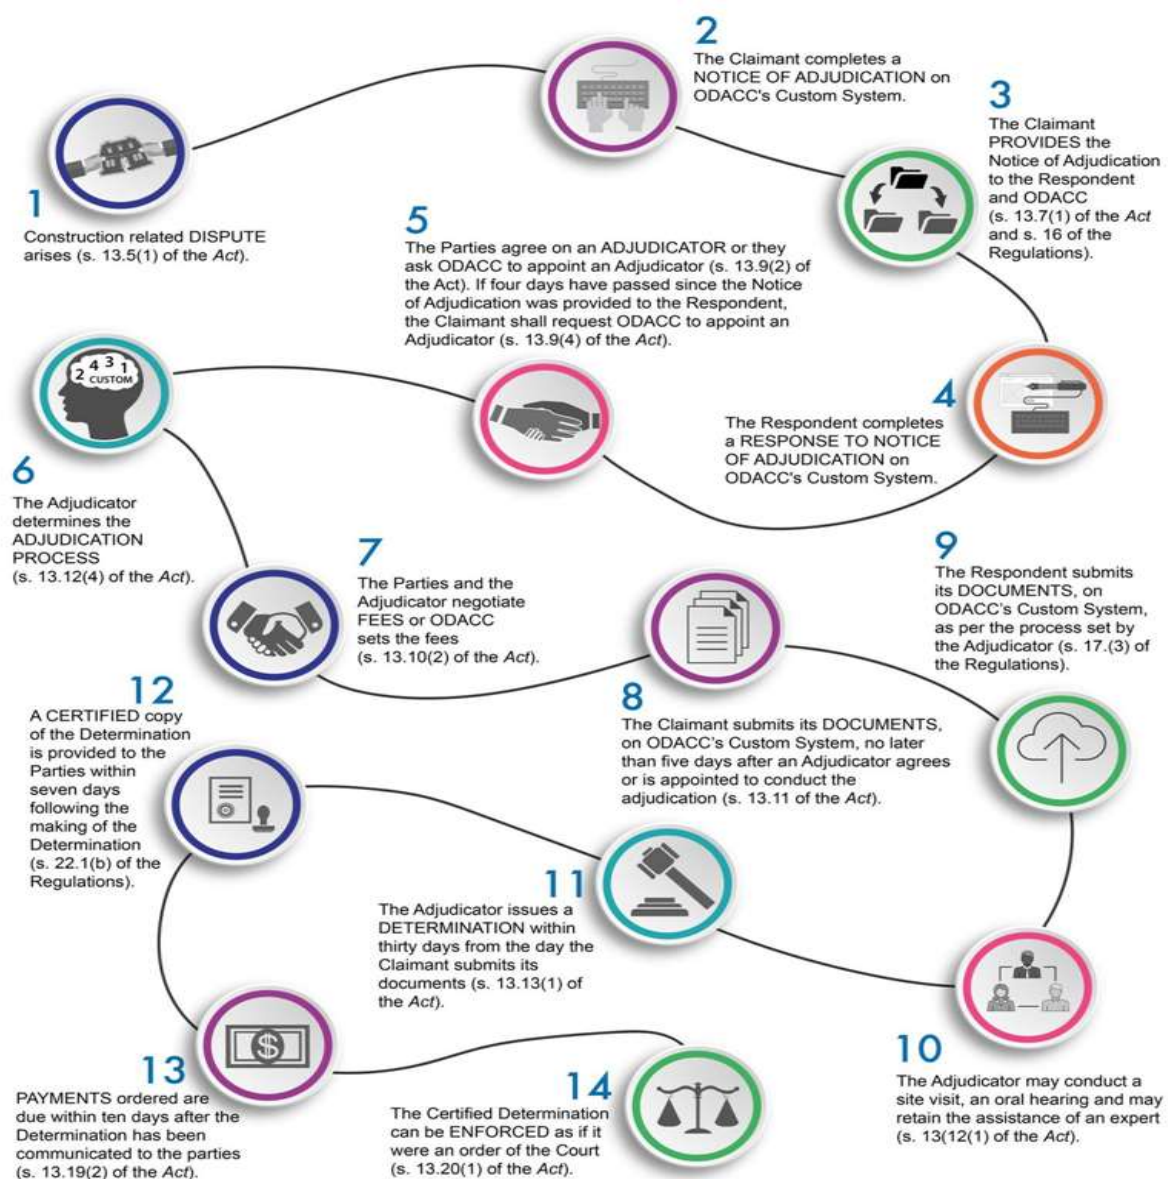 1
Construction related DISPUTE
arises (s. 13.5(1) of the Act).
2
The Claimant completes a
NOTICE OF ADJUDICATION on
ODACC's Custom System.
3
The Claimant
PROVIDES the
Notice of Adjudication
to the Respondent
and ODACC
(s. 13.7(1) of the Act
and s. 16 of the
Regulations).
4
The Respondent completes
a RESPONSE TO NOTICE
OF ADJUDICATION on
ODACC's Custom System.
5
The Parties agree on an ADJUDICATOR or they
ask ODACC to appoint an Adjudicator (s. 13.9(2) of
the Act). If four days have passed since the Notice
of Adjudication was provided to the Respondent,
the Claimant shall request ODACC to appoint an
Adjudicator (s. 13.9(4) of the Act).
2 4 3 1
CUSTOM
6
The Adjudicator
determines the
ADJUDICATION
PROCESS
(s. 13.12(4) of the Act).
7
The Parties and the
Adjudicator negotiate
FEES or ODACC
sets the fees
(s. 13.10(2) of the Act).
8
The Claimant submits its DOCUMENTS,
on ODACC's Custom System, no later
than five days after an Adjudicator agrees
or is appointed to conduct the
adjudication (s. 13.11 of the Act).
9
The Respondent submits
its DOCUMENTS, on
ODACC's Custom System,
as per the process set by
the Adjudicator (s. 17.(3) of
the Regulations).
10
The Adjudicator may conduct a
site visit, an oral hearing and may
retain the assistance of an expert
(s. 13(12(1) of the Act).
11
The Adjudicator issues a
DETERMINATION within
thirty days from the day the
Claimant submits its
documents (s. 13.13(1) of
the Act).
12
A CERTIFIED copy
of the Determination
is provided to the
Parties within
seven days
following the
making of the
Determination
(s. 22.1(b) of the
Regulations).
$
13
PAYMENTS ordered are
due within ten days after the
Determination has been
communicated to the parties
(s. 13.19(2) of the Act).
14
The Certified Determination
can be ENFORCED as if it
were an order of the Court
(s. 13.20(1) of the Act).